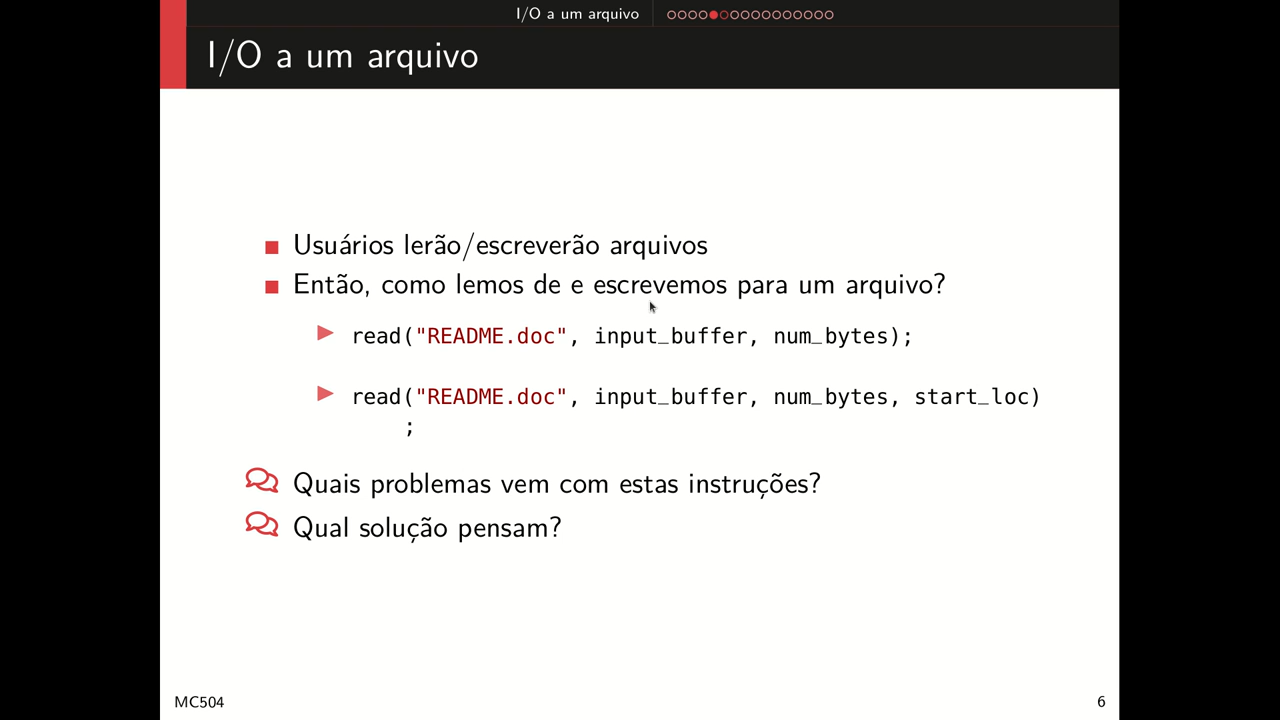 I/O a um arquivo
I/O a um arquivo
Usuários lerão/escreverão arquivos
Então, como lemos de e escrevemos para um arquivo?
read("README.doc", input_buffer, num_bytes);
read("README.doc", input_buffer, num_bytes, start_loc)
;
Quais problemas vem com estas instruções?
Qual solução pensam?
MC504
6